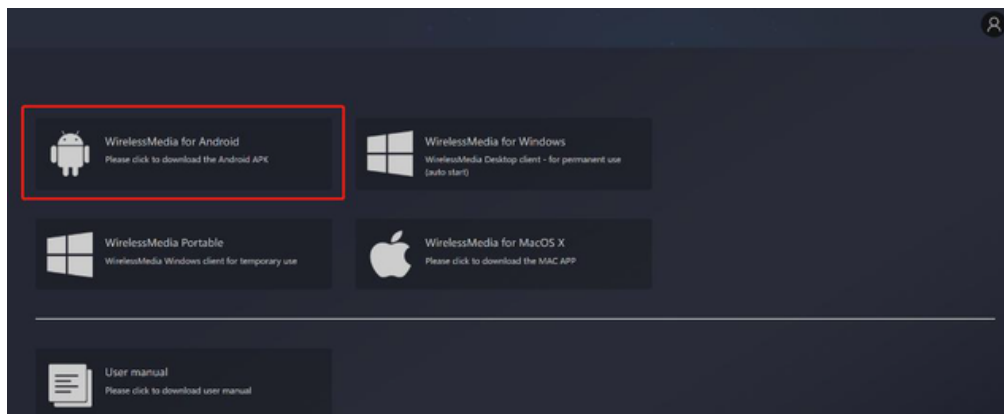 WirelessMedia for Android
Please click to download the Android APK
WirelessMedia for Windows
WirelessMedia Desktop client - for permanent use
(auto start)
WirelessMedia Portable
WirelessMedia Windows client for temporary use
WirelessMedia for MacOS X
Please click to download the MAC APP
User manual
Please click to download user manual